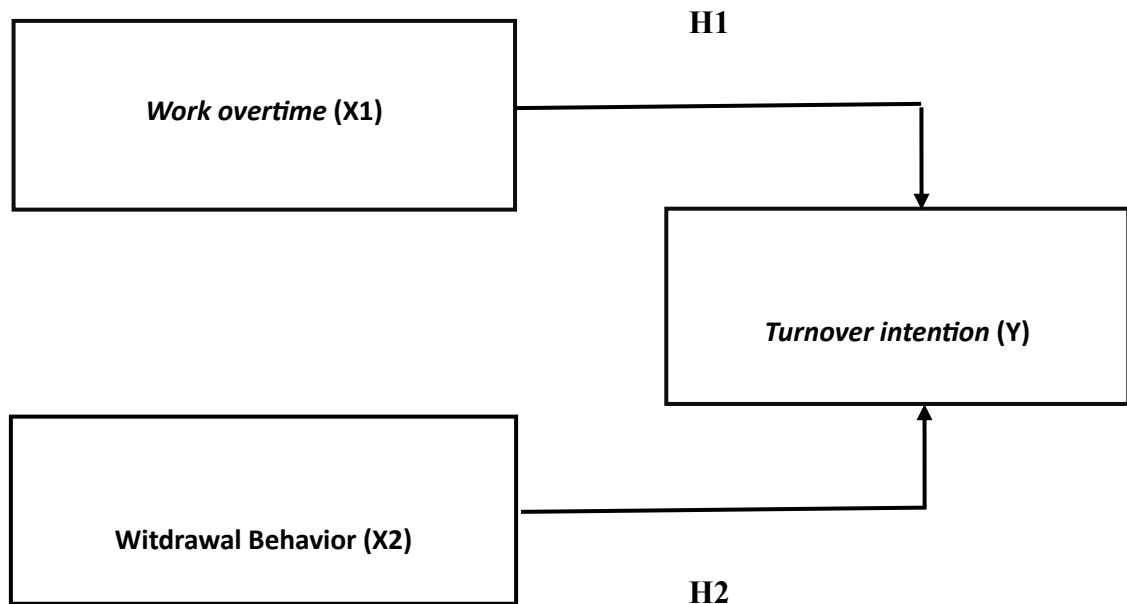 H1
Work overtime (X1)
Turnover intention (Y)
Witdrawal Behavior (X2)
H2